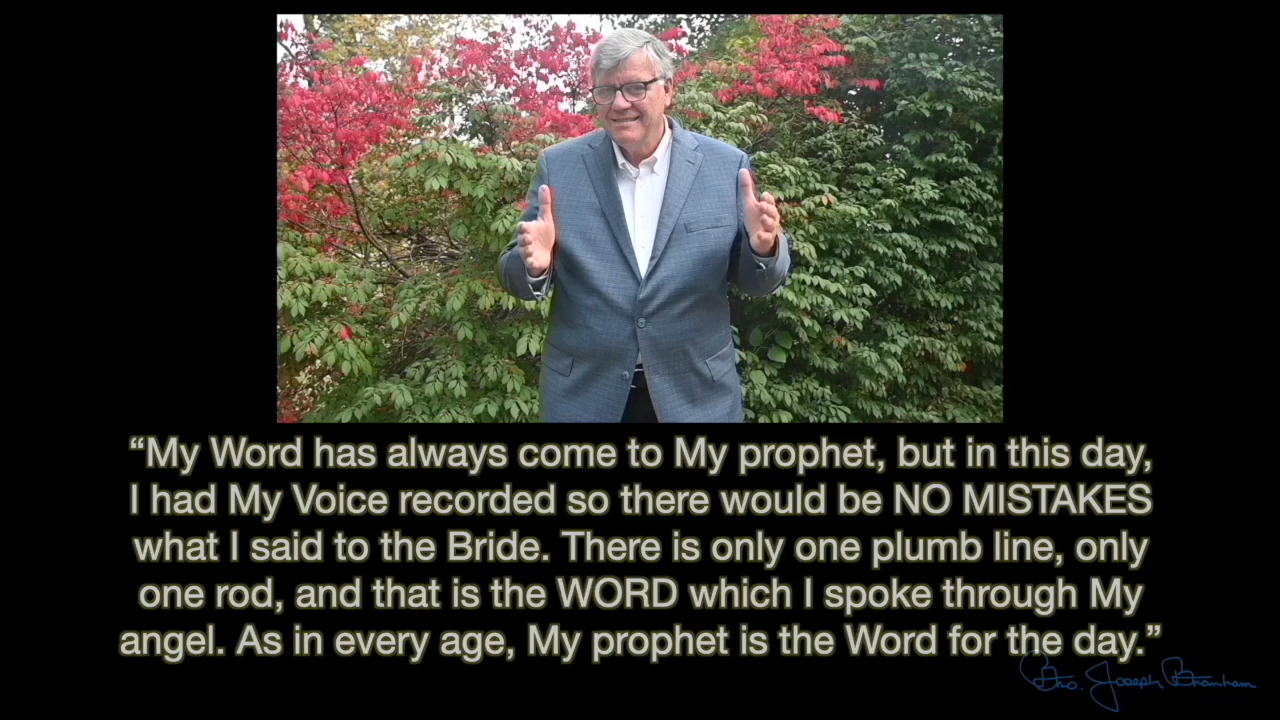 “My Word has always come to My prophet, but in this day,
I had My Voice recorded so there would be NO MISTAKES
what I said to the Bride. There is only one plumb line, only
one rod, and that is the WORD which I spoke through My
angel. As in every age, My prophet is the Word for the day.”
Bro. Joseph Branham